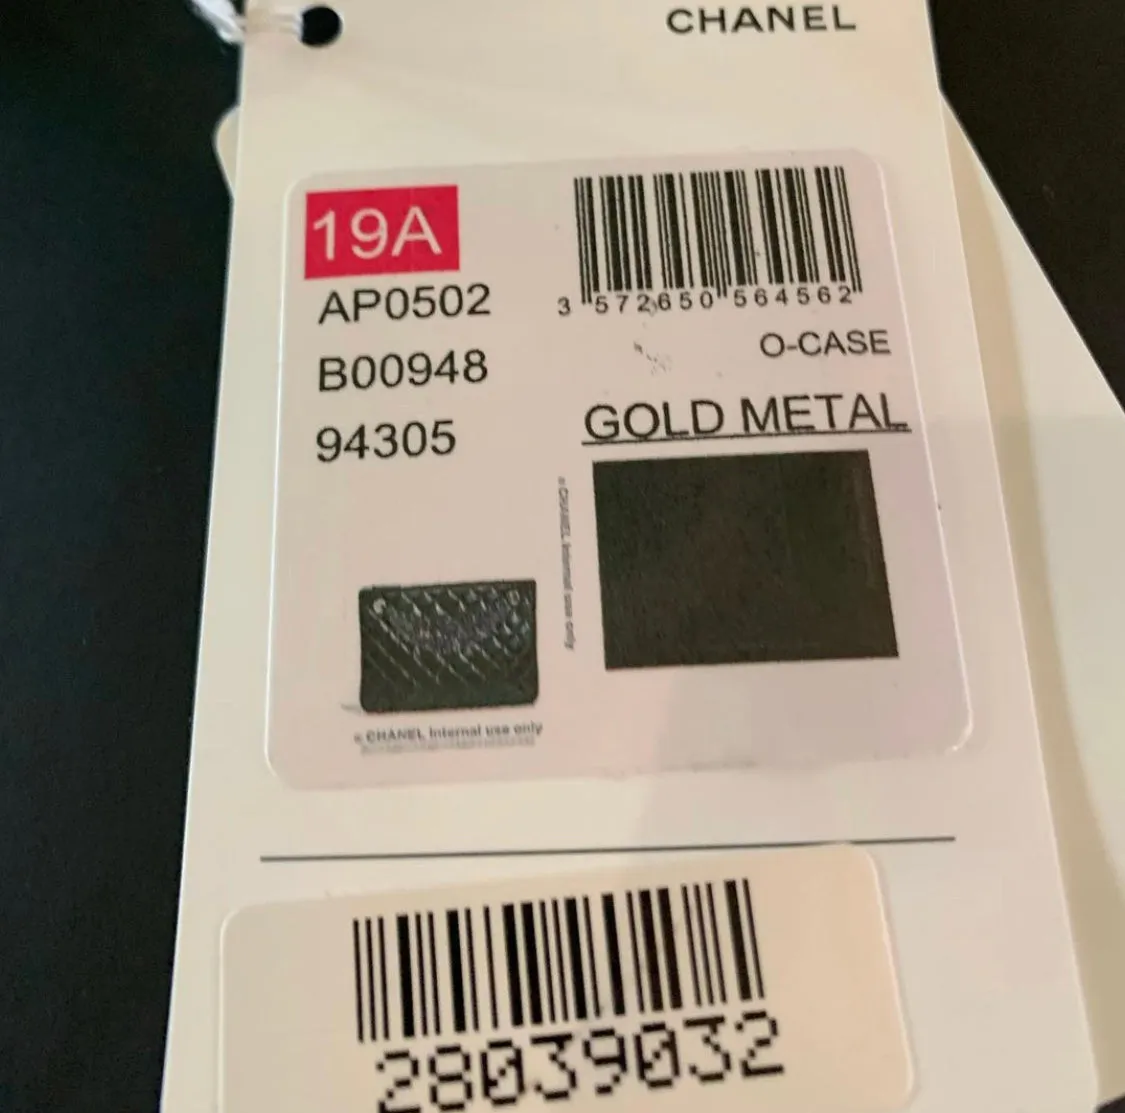 CHANEL
19A
AP0502
B00948
94305
3 572650 564562
O-CASE
GOLD METAL
© CHANEL Internal use only
© CHANEL Internal use only
28039032